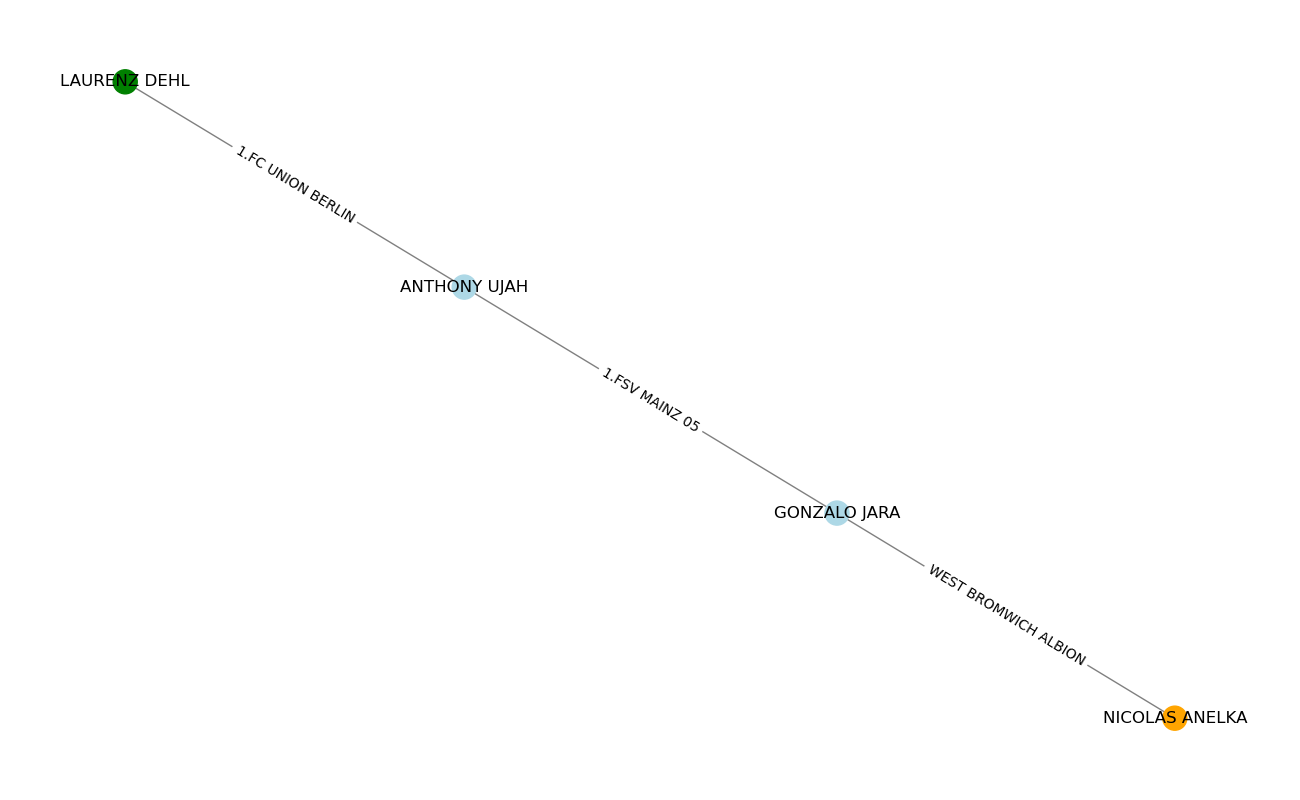 LAURENZ DEHL
1.FC UNION BERLIN
ANTHONY UJAH
1.FSV MAINZ 05
GONZALO JARA
WEST BROMWICH ALBION
NICOLAS ANELKA